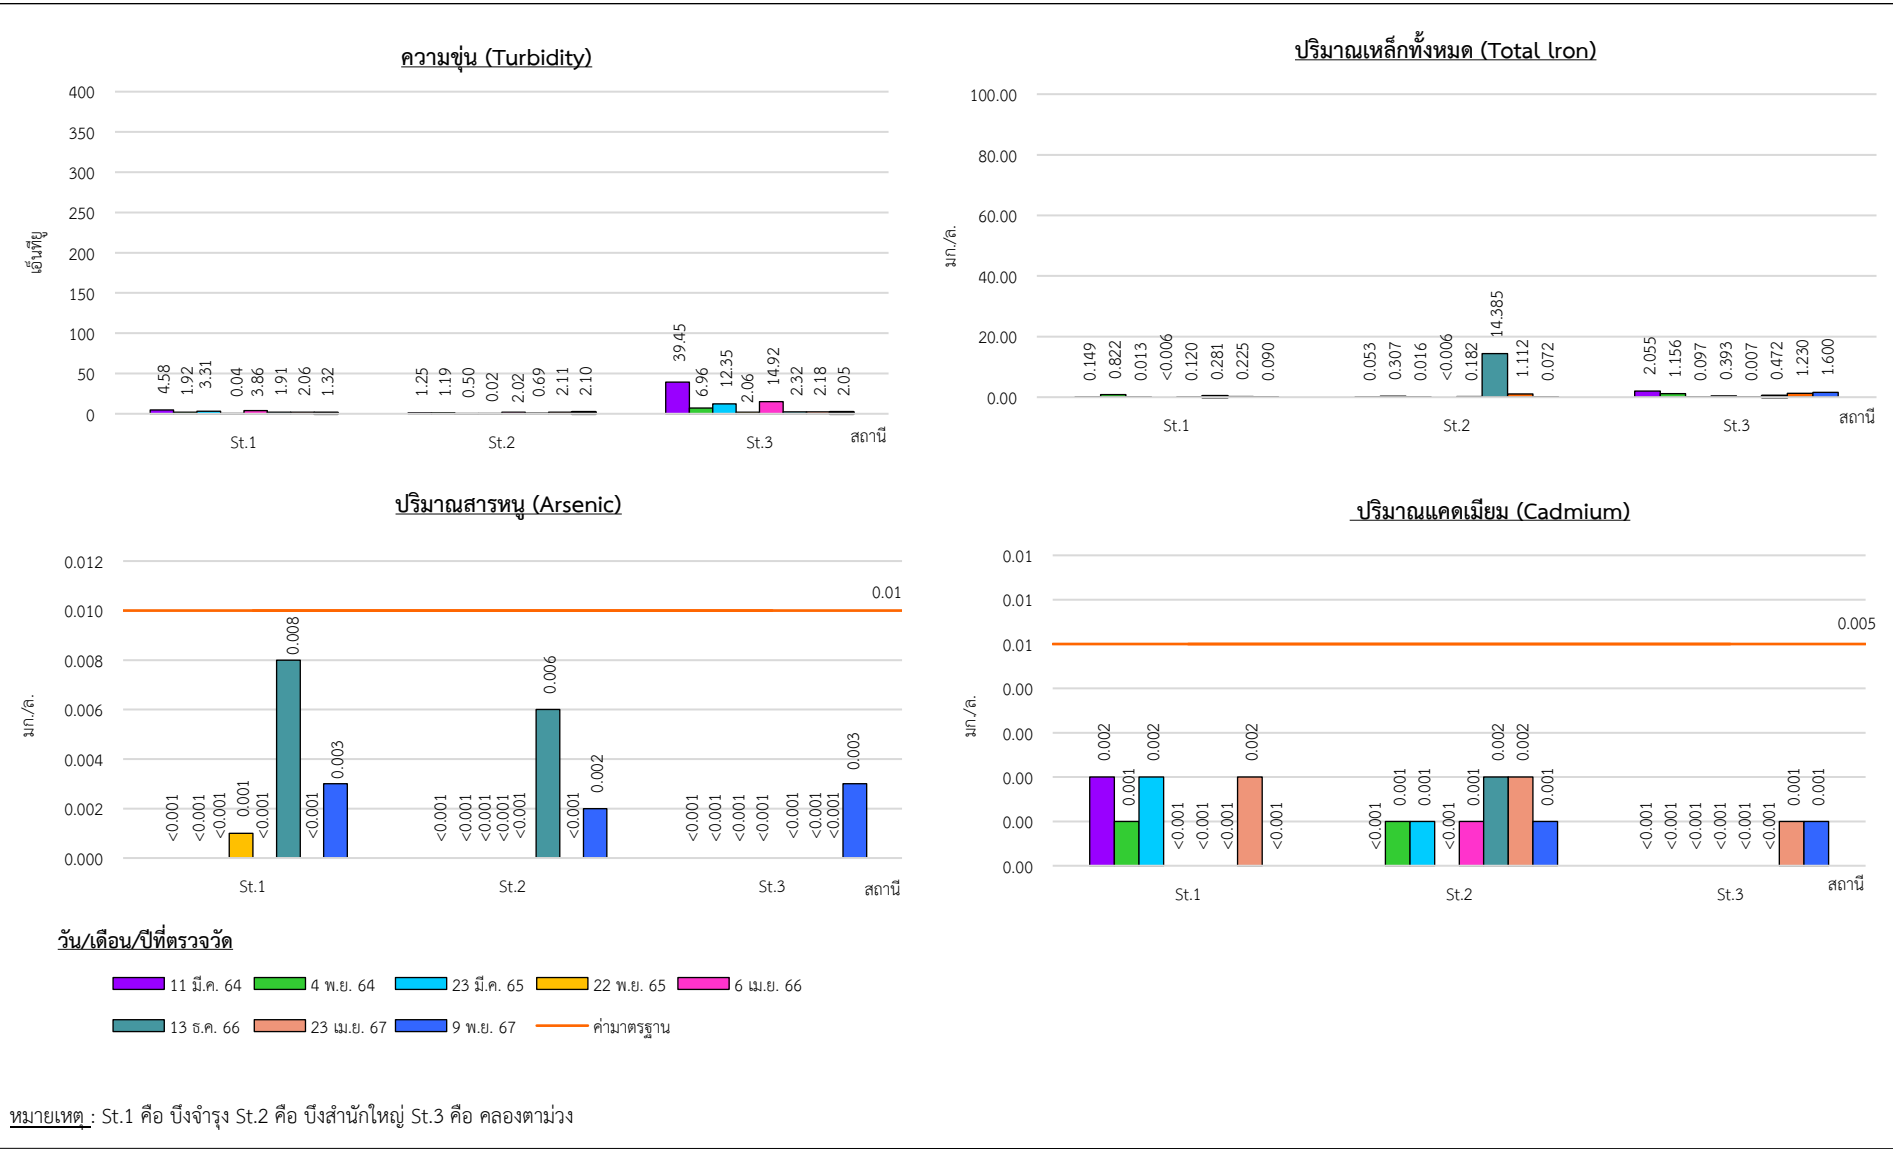 ความขุ่น (Turbidity)
400
350
300
250
200
150
100
50
0
เอ็นทียู
4.58 1.92 3.31 0.04 3.86 1.91 2.06 1.32
1.25 1.19 0.50 0.02 2.02 0.69 2.11 2.10
39.45 6.96 12.35 2.06 14.92 2.32 2.18 2.05
St.1 St.2 St.3 สถานี
ปริมาณเหล็กทั้งหมด (Total lron)
100.00
80.00
60.00
40.00
20.00
0.00
มก./ล.
0.149 0.822 0.013 <0.006 0.120 0.281 0.225 0.090
0.053 0.307 0.016 <0.006 0.182 14.385 1.112 0.072
2.055 1.156 0.097 0.393 0.007 0.472 1.230 1.600
St.1 St.2 St.3 สถานี
ปริมาณสารหนู (Arsenic)
0.012
0.010
0.008
0.006
0.004
0.002
0.000
มก./ล.
0.01
<0.001 <0.001 <0.001 0.001 <0.001 0.008 <0.001 0.003
<0.001 <0.001 <0.001 <0.001 <0.001 0.006 <0.001 0.002
<0.001 <0.001 <0.001 <0.001 <0.001 <0.001 <0.001 0.003
St.1 St.2 St.3 สถานี
ปริมาณแคดเมียม (Cadmium)
0.01
0.01
0.01
0.00
0.00
0.00
0.00
0.00
มก./ล.
0.005
0.002 0.001 0.002 <0.001 <0.001 <0.001 0.002 <0.001
<0.001 0.001 0.001 <0.001 0.001 0.002 0.002 0.001
<0.001 <0.001 <0.001 <0.001 <0.001 <0.001 0.001 0.001
St.1 St.2 St.3 สถานี
วัน/เดือน/ปีที่ตรวจวัด
11 มี.ค. 64 4 พ.ย. 64 23 มี.ค. 65 22 พ.ย. 65 6 เม.ย. 66
13 ธ.ค. 66 23 เม.ย. 67 9 พ.ย. 67 ค่ามาตรฐาน
หมายเหตุ : St.1 คือ บึงจำรุง St.2 คือ บึงสำนักใหญ่ St.3 คือ คลองตาม่วง